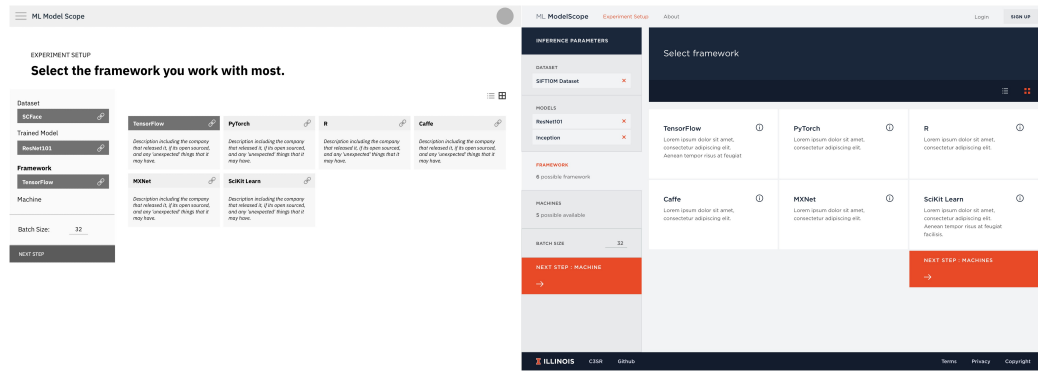 ML Model Scope
EXPERIMENT SETUP
Select the framework you work with most.
Dataset
SCFace
Trained Model
ResNet101
Framework
TensorFlow
Machine
Batch Size: 32
NEXT STEP
TensorFlow
Description including the company
that released it, if its open sourced,
and any 'unexpected' things that it
may have.
PyTorch
Description including the company
that released it, if its open sourced,
and any 'unexpected' things that it
may have.
R
Description including the company
that released it, if its open sourced,
and any 'unexpected' things that it
may have.
Caffe
Description including the company
that released it, if its open sourced,
and any 'unexpected' things that it
may have.
MXNet
Description including the company
that released it, if its open sourced,
and any 'unexpected' things that it
may have.
SciKit Learn
Description including the company
that released it, if its open sourced,
and any 'unexpected' things that it
may have.
ML ModelScope Experiment Setup About Login SIGN UP
INFERENCE PARAMETERS
DATASET
SIFT10M Dataset
MODELS
ResNet101
Inception
FRAMEWORK
6 possible framework
MACHINES
5 possible available
BATCH SIZE 32
NEXT STEP : MACHINE
Select framework
TensorFlow
Lorem ipsum dolor sit amet,
consectetur adipiscing elit.
Aenean tempor risus at feugiat
PyTorch
Lorem ipsum dolor sit amet,
consectetur adipiscing elit.
R
Lorem ipsum dolor sit amet,
consectetur adipiscing elit.
Caffe
Lorem ipsum dolor sit amet,
consectetur adipiscing elit.
MXNet
Lorem ipsum dolor sit amet,
consectetur adipiscing elit.
SciKit Learn
Lorem ipsum dolor sit amet,
consectetur adipiscing elit.
Aenean tempor risus at feugiat
facilisis.
NEXT STEP : MACHINES
ILLINOIS C3SR Github Terms Privacy Copyright